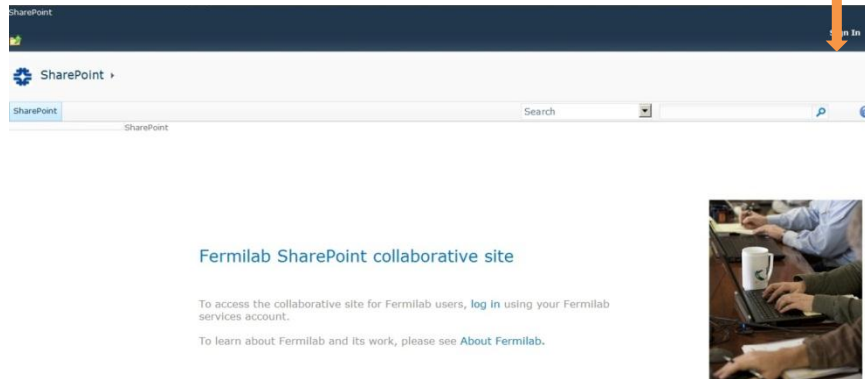 SharePoint
Sign In
SharePoint
SharePoint
Search
SharePoint
Fermilab SharePoint collaborative site
To access the collaborative site for Fermilab users, log in using your Fermilab
services account.
To learn about Fermilab and its work, please see About Fermilab.